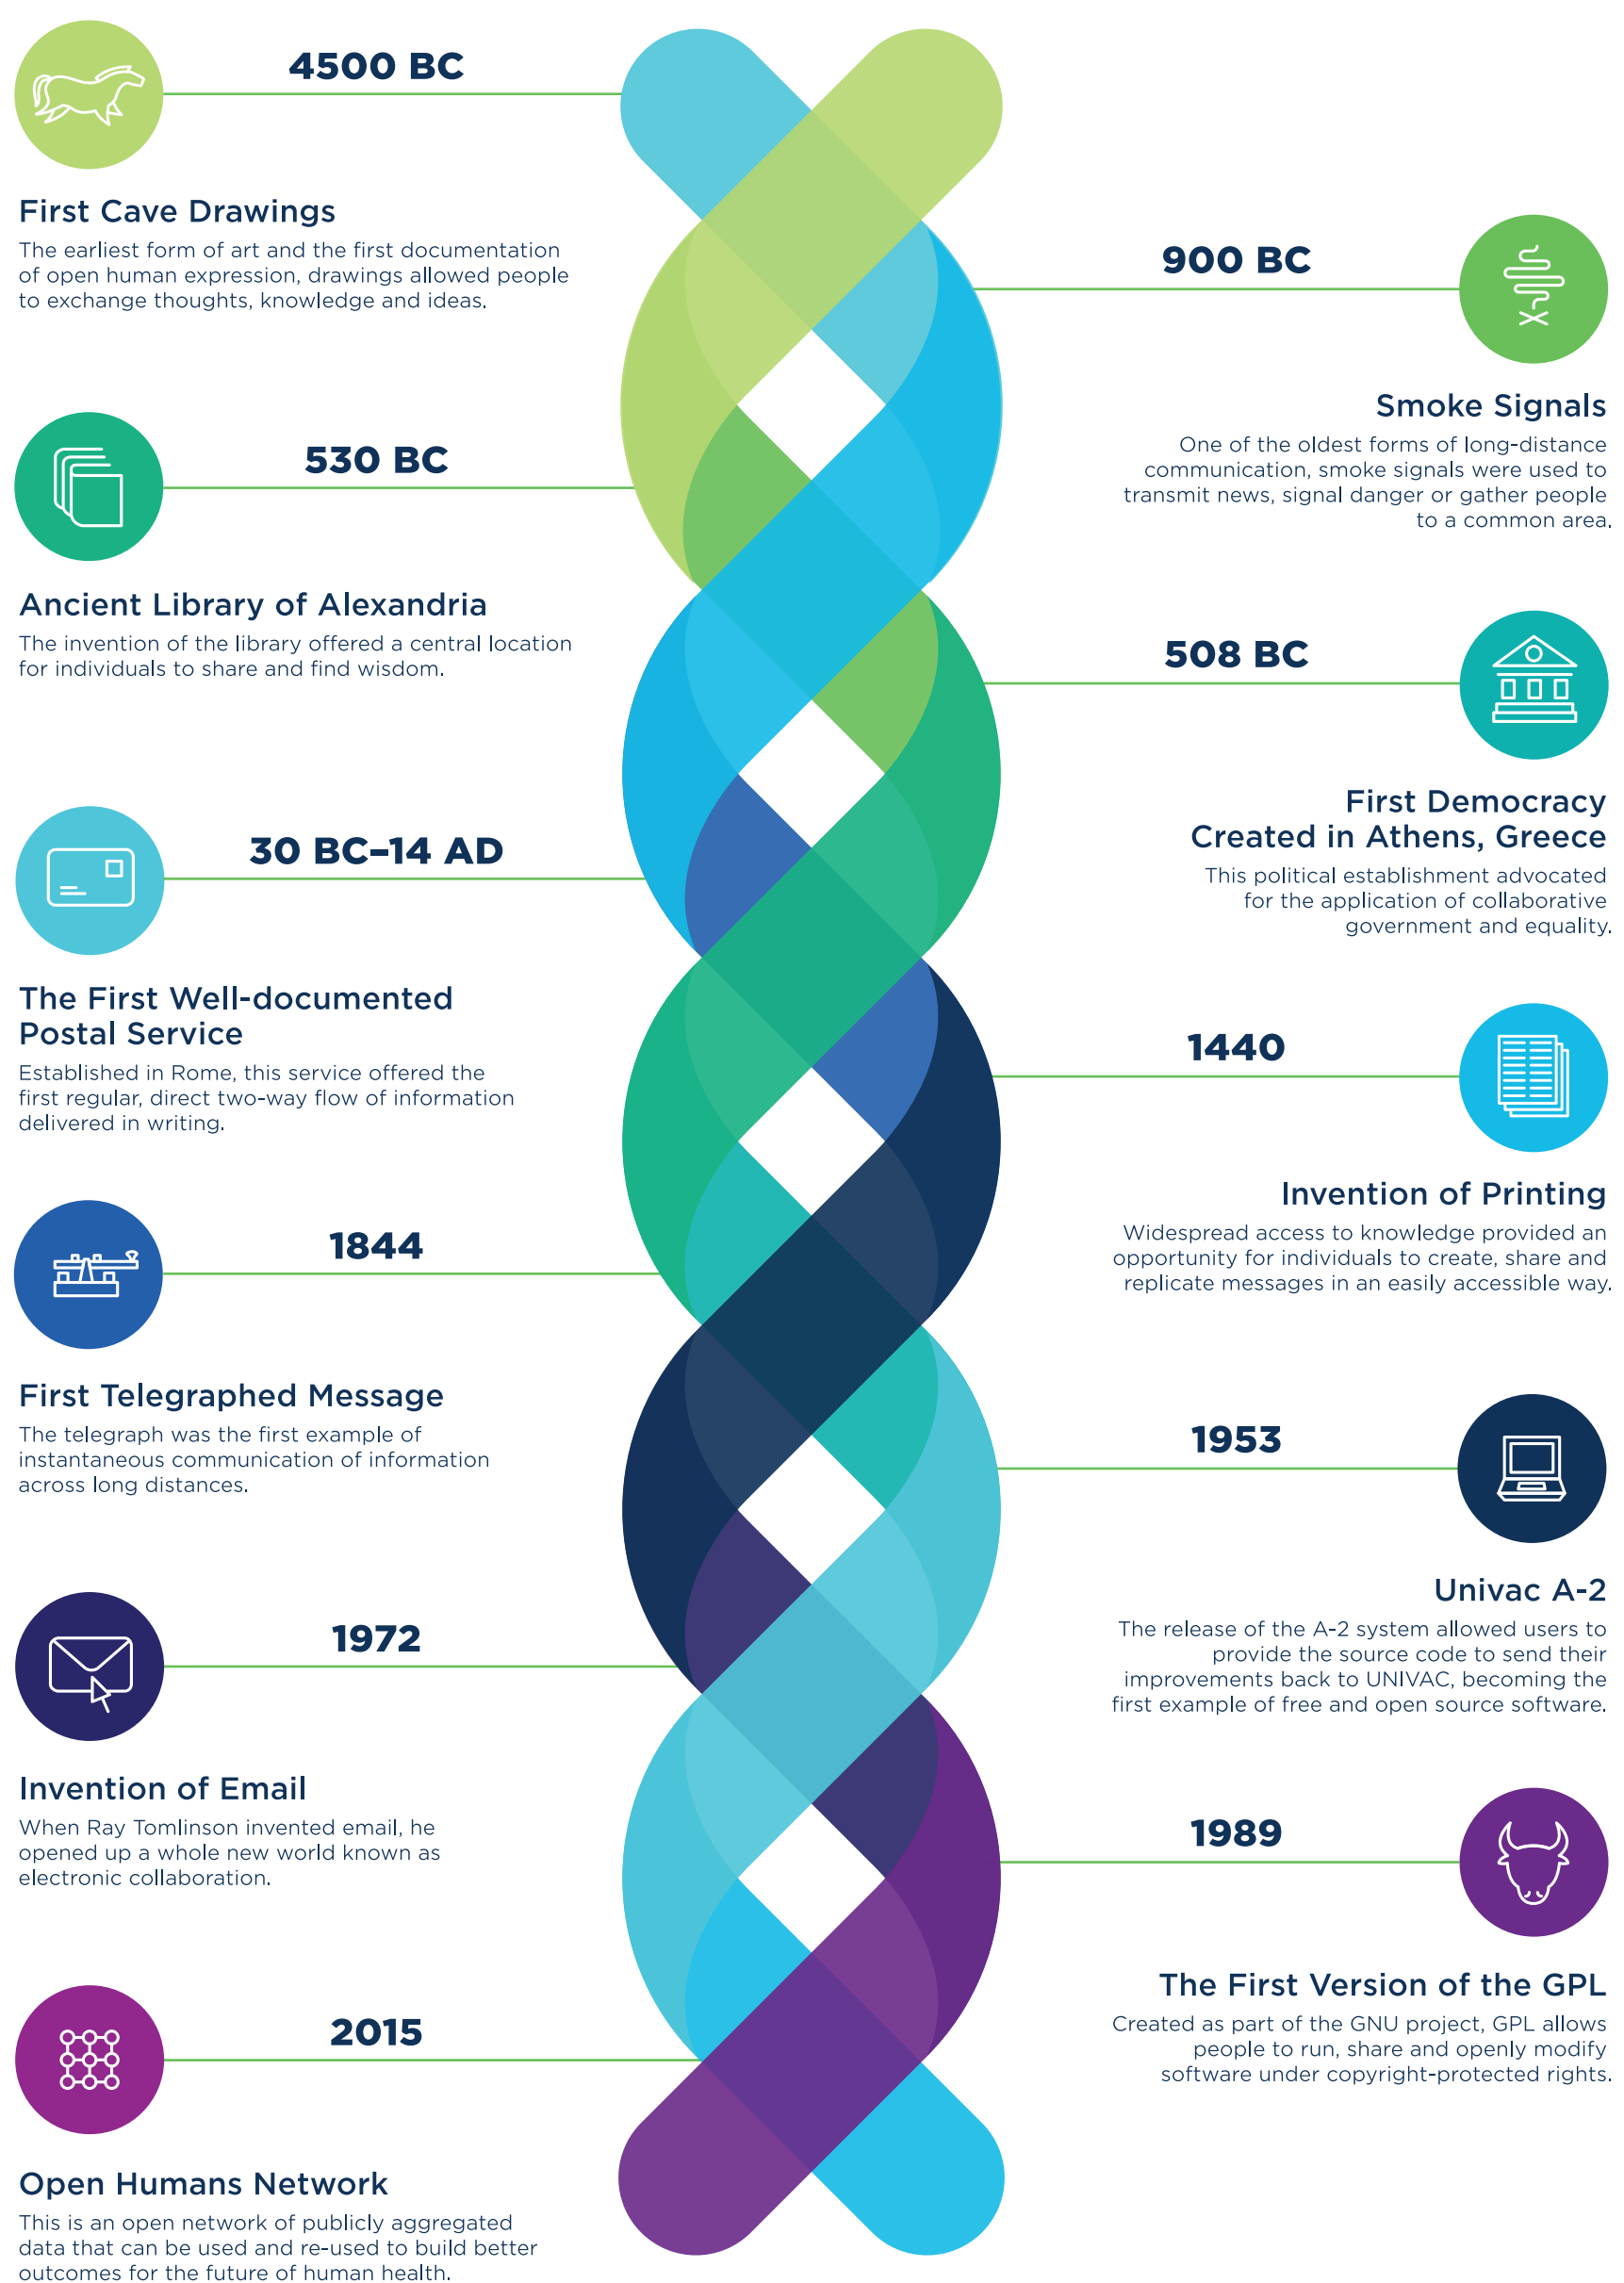 4500 BC
First Cave Drawings
The earliest form of art and the first documentation
of open human expression, drawings allowed people
to exchange thoughts, knowledge and ideas.
900 BC
Smoke Signals
One of the oldest forms of long-distance
communication, smoke signals were used to
transmit news, signal danger or gather people
to a common area.
530 BC
Ancient Library of Alexandria
The invention of the library offered a central location
for individuals to share and find wisdom.
508 BC
First Democracy
Created in Athens, Greece
This political establishment advocated
for the application of collaborative
government and equality.
30 BC–14 AD
The First Well-documented
Postal Service
Established in Rome, this service offered the
first regular, direct two-way flow of information
delivered in writing.
1440
Invention of Printing
Widespread access to knowledge provided an
opportunity for individuals to create, share and
replicate messages in an easily accessible way.
1844
First Telegraphed Message
The telegraph was the first example of
instantaneous communication of information
across long distances.
1953
Univac A-2
The release of the A-2 system allowed users to
provide the source code to send their
improvements back to UNIVAC, becoming the
first example of free and open source software.
1972
Invention of Email
When Ray Tomlinson invented email, he
opened up a whole new world known as
electronic collaboration.
1989
The First Version of the GPL
Created as part of the GNU project, GPL allows
people to run, share and openly modify
software under copyright-protected rights.
2015
Open Humans Network
This is an open network of publicly aggregated
data that can be used and re-used to build better
outcomes for the future of human health.